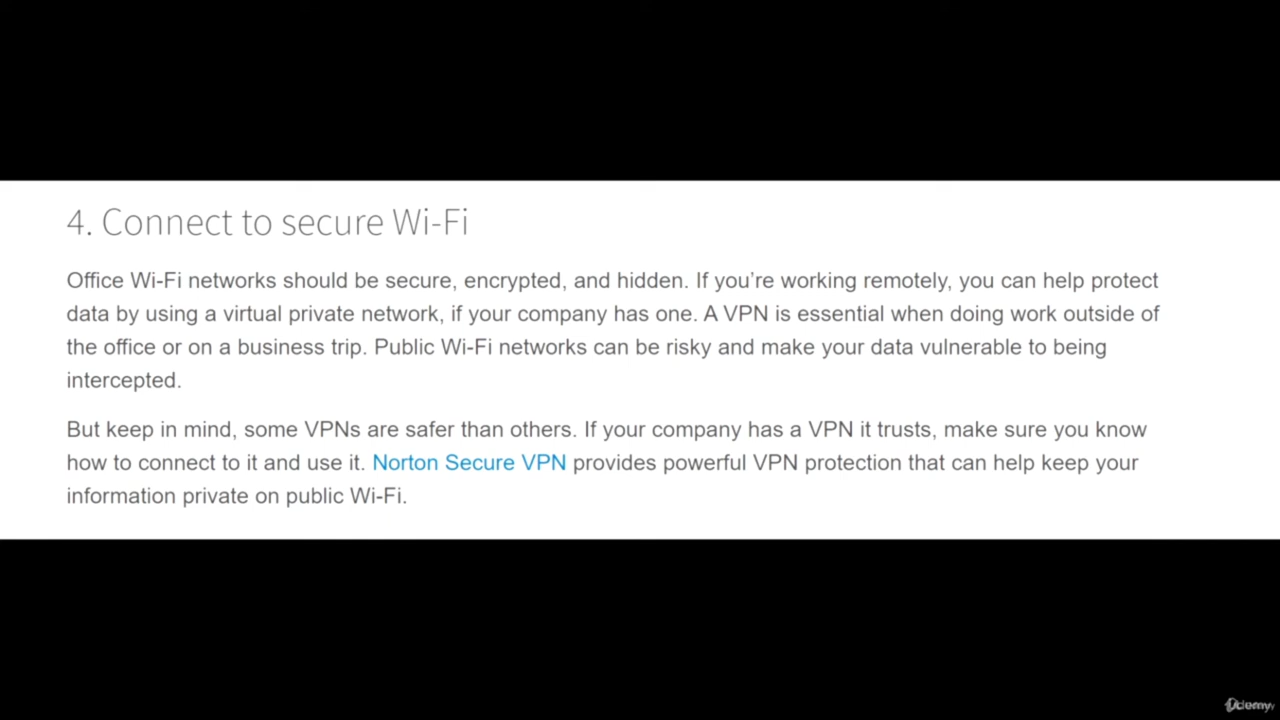 4. Connect to secure Wi-Fi
Office Wi-Fi networks should be secure, encrypted, and hidden. If you’re working remotely, you can help protect
data by using a virtual private network, if your company has one. A VPN is essential when doing work outside of
the office or on a business trip. Public Wi-Fi networks can be risky and make your data vulnerable to being
intercepted.
But keep in mind, some VPNs are safer than others. If your company has a VPN it trusts, make sure you know
how to connect to it and use it. Norton Secure VPN provides powerful VPN protection that can help keep your
information private on public Wi-Fi.
Udemy